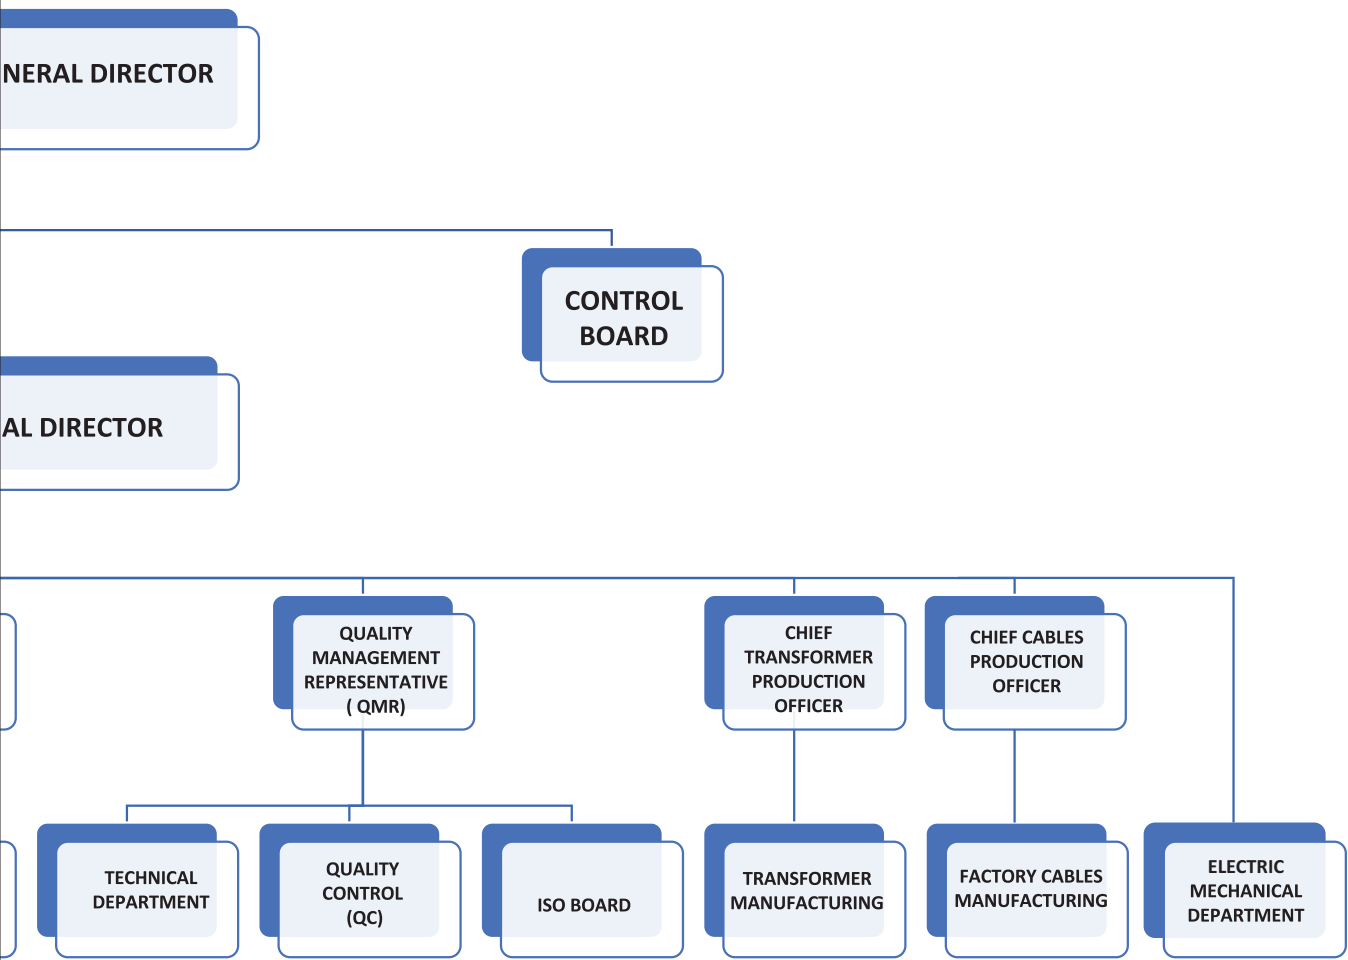 NERAL DIRECTOR
CONTROL
BOARD
AL DIRECTOR
QUALITY
MANAGEMENT
REPRESENTATIVE
( QMR)
CHIEF
TRANSFORMER
PRODUCTION
OFFICER
CHIEF CABLES
PRODUCTION
OFFICER
TECHNICAL
DEPARTMENT
QUALITY
CONTROL
(QC)
ISO BOARD
TRANSFORMER
MANUFACTURING
FACTORY CABLES
MANUFACTURING
ELECTRIC
MECHANICAL
DEPARTMENT